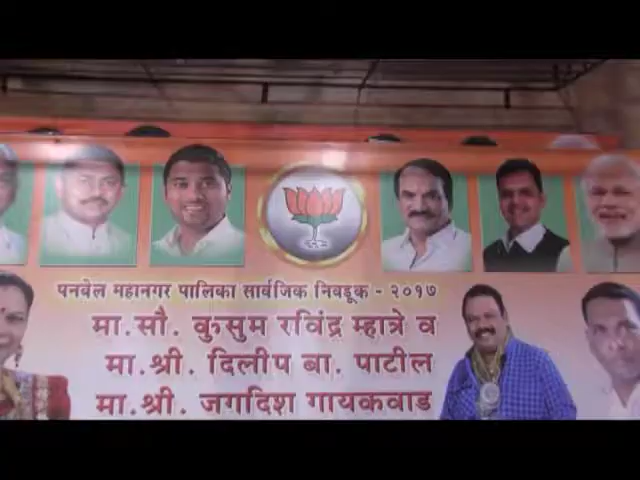 पनवेल महानगर पालिका सार्वजिक निवडूक - २०१७
मा.सौ. कुसुम रविंद्र म्हात्रे व
मा.श्री. दिलीप बा. पाटील
मा.श्री. जगदिश गायकवाड